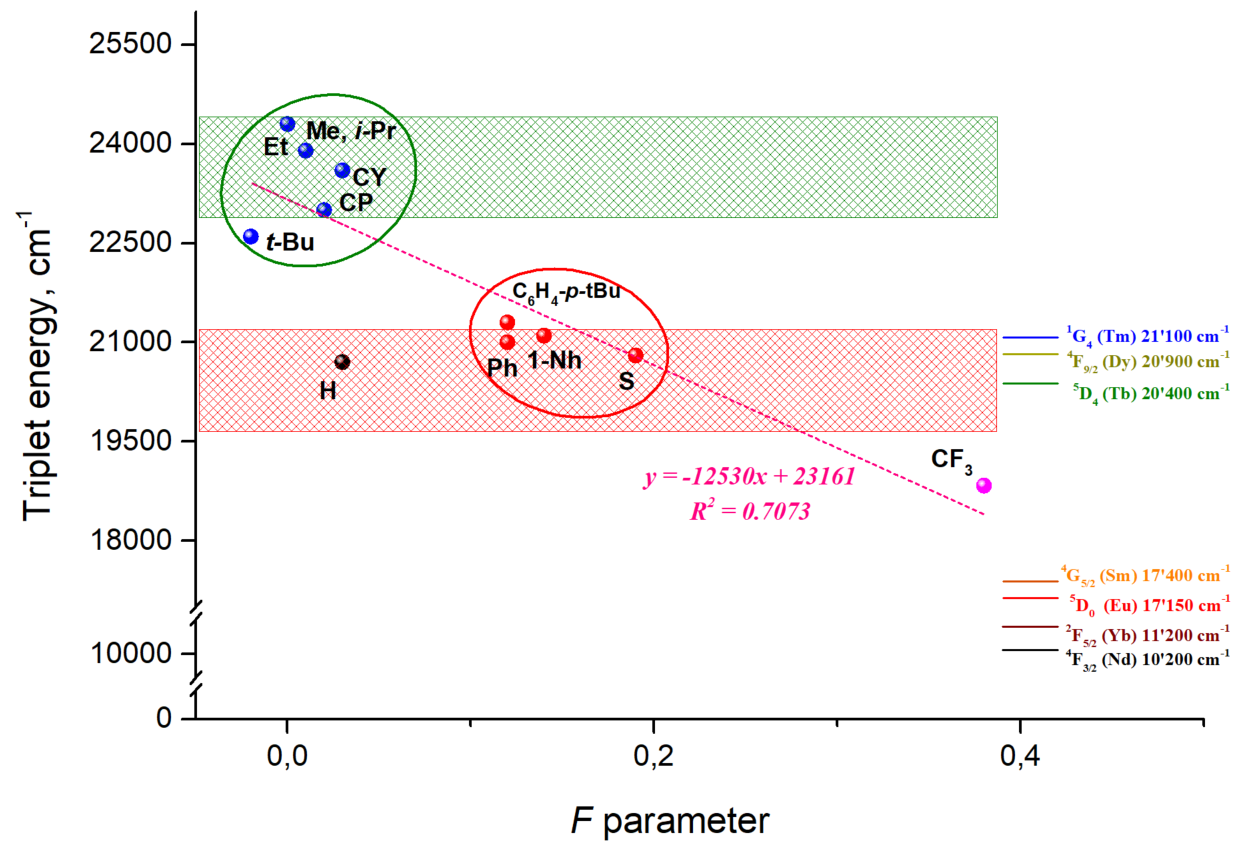 25500
24000
22500
21000
19500
18000
10000
0
Triplet energy, cm⁻¹
Et
Me, i-Pr
CY
CP
t-Bu
C₆H₄-p-tBu
Ph
1-Nh
S
H
CF₃
y = -12530x + 23161
R² = 0.7073
¹G₄ (Tm) 21'100 cm⁻¹
⁴F₉/₂ (Dy) 20'900 cm⁻¹
⁵D₄ (Tb) 20'400 cm⁻¹
⁴G₅/₂ (Sm) 17'400 cm⁻¹
⁵D₀ (Eu) 17'150 cm⁻¹
²F₅/₂ (Yb) 11'200 cm⁻¹
⁴F₃/₂ (Nd) 10'200 cm⁻¹
0,0
0,2
0,4
F parameter